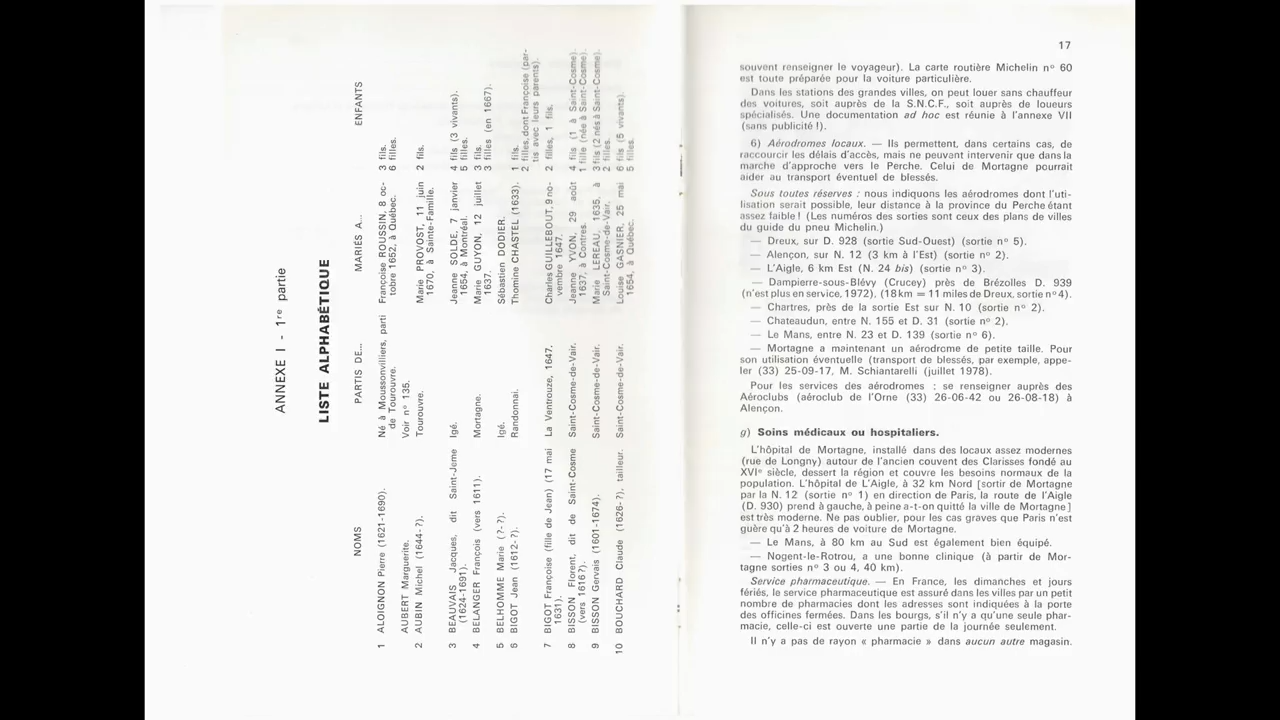 ANNEXE I - 1re partie
LISTE ALPHABÉTIQUE
NOMS PARTIS DE... MARIÉS A... ENFANTS
1 ALOIGNON Pierre (1621-1690). Né à Moussonvilliers, parti Françoise ROUSSIN, 8 oc- 3 fils.
de Tourouvre. tobre 1652, à Québec. 6 filles.
AUBERT Marguerite. Voir n° 135.
2 AUBIN Michel (1644-?). Tourouvre. Marie PROVOST, 11 juin 2 fils.
1670, à Sainte-Famille.
3 BEAUVAIS Jacques, dit Saint-Jeme Igé. Jeanne SOLDE, 7 janvier 4 fils (3 vivants).
(1624-1691). 1654, à Montréal. 5 filles.
4 BELANGER François (vers 1611). Mortagne. Marie GUYON, 12 juillet 3 fils.
1637. 3 filles (en 1667).
5 BELHOMME Marie (?-?). Igé. Sébastien DODIER.
6 BIGOT Jean (1612-?). Randonnai. Thomine CHASTEL (1633). 1 fils.
2 filles, dont Françoise (par-
tis avec leurs parents).
7 BIGOT Françoise (fille de Jean) (17 mai La Ventrouze, 1647. Charles GUILLEBOUT, 9 no- 2 filles, 1 fils.
1631). vembre 1647.
8 BISSON Florent, dit de Saint-Cosme Saint-Cosme-de-Vair. Jeanne YVON, 29 août 4 fils (1 à Saint-Cosme).
(vers 1616?). 1637, à Contres. 1 fille (née à Saint-Cosme).
9 BISSON Gervais (1601-1674). Saint-Cosme-de-Vair. Marie LEREAU, 1635, à 3 fils (2 nés à Saint-Cosme).
Saint-Cosme-de-Vair. 2 filles.
10 BOUCHARD Claude (1626-?), tailleur. Saint-Cosme-de-Vair. Louise GASNIER, 25 mai 6 fils (5 vivants).
1654, à Québec. 5 filles.
17
souvent renseigner le voyageur). La carte routière Michelin n° 60
est toute préparée pour la voiture particulière.
Dans les stations des grandes villes, on peut louer sans chauffeur
des voitures, soit auprès de la S.N.C.F., soit auprès de loueurs
spécialisés. Une documentation ad hoc est réunie à l'annexe VII
(sans publicité !).
6) Aérodromes locaux. — Ils permettent, dans certains cas, de
raccourcir les délais d'accès, mais ne peuvent intervenir que dans la
marche d'approche vers le Perche. Celui de Mortagne pourrait
aider au transport éventuel de blessés.
Sous toutes réserves : nous indiquons les aérodromes dont l'uti-
lisation serait possible, leur distance à la province du Perche étant
assez faible ! (Les numéros des sorties sont ceux des plans de villes
du guide du pneu Michelin.)
— Dreux, sur D. 928 (sortie Sud-Ouest) (sortie n° 5).
— Alençon, sur N. 12 (3 km à l'Est) (sortie n° 2).
— L'Aigle, 6 km Est (N. 24 bis) (sortie n° 3).
— Dampierre-sous-Blévy (Crucey) près de Brézolles D. 939
(n'est plus en service, 1972). (18 km = 11 miles de Dreux, sortie n° 4).
— Chartres, près de la sortie Est sur N. 10 (sortie n° 2).
— Chateaudun, entre N. 155 et D. 31 (sortie n° 2).
— Le Mans, entre N. 23 et D. 139 (sortie n° 6).
— Mortagne a maintenant un aérodrome de petite taille. Pour
son utilisation éventuelle (transport de blessés, par exemple, appe-
ler (33) 25-09-17, M. Schiantarelli (juillet 1978).
Pour les services des aérodromes : se renseigner auprès des
Aéroclubs (aéroclub de l'Orne (33) 26-06-42 ou 26-08-18) à
Alençon.
g) Soins médicaux ou hospitaliers.
L'hôpital de Mortagne, installé dans des locaux assez modernes
(rue de Longny) autour de l'ancien couvent des Clarisses fondé au
XVIe siècle, dessert la région et couvre les besoins normaux de la
population. L'hôpital de L'Aigle, à 32 km Nord [sortir de Mortagne
par la N. 12 (sortie n° 1) en direction de Paris, la route de l'Aigle
(D. 930) prend à gauche, à peine a-t-on quitté la ville de Mortagne]
est très moderne. Ne pas oublier, pour les cas graves que Paris n'est
guère qu'à 2 heures de voiture de Mortagne.
— Le Mans, à 80 km au Sud est également bien équipé.
— Nogent-le-Rotrou, a une bonne clinique (à partir de Mor-
tagne sorties n° 3 ou 4, 40 km).
Service pharmaceutique. — En France, les dimanches et jours
fériés, le service pharmaceutique est assuré dans les villes par un petit
nombre de pharmacies dont les adresses sont indiquées à la porte
des officines fermées. Dans les bourgs, s'il n'y a qu'une seule phar-
macie, celle-ci est ouverte une partie de la journée seulement.
Il n'y a pas de rayon « pharmacie » dans aucun autre magasin.